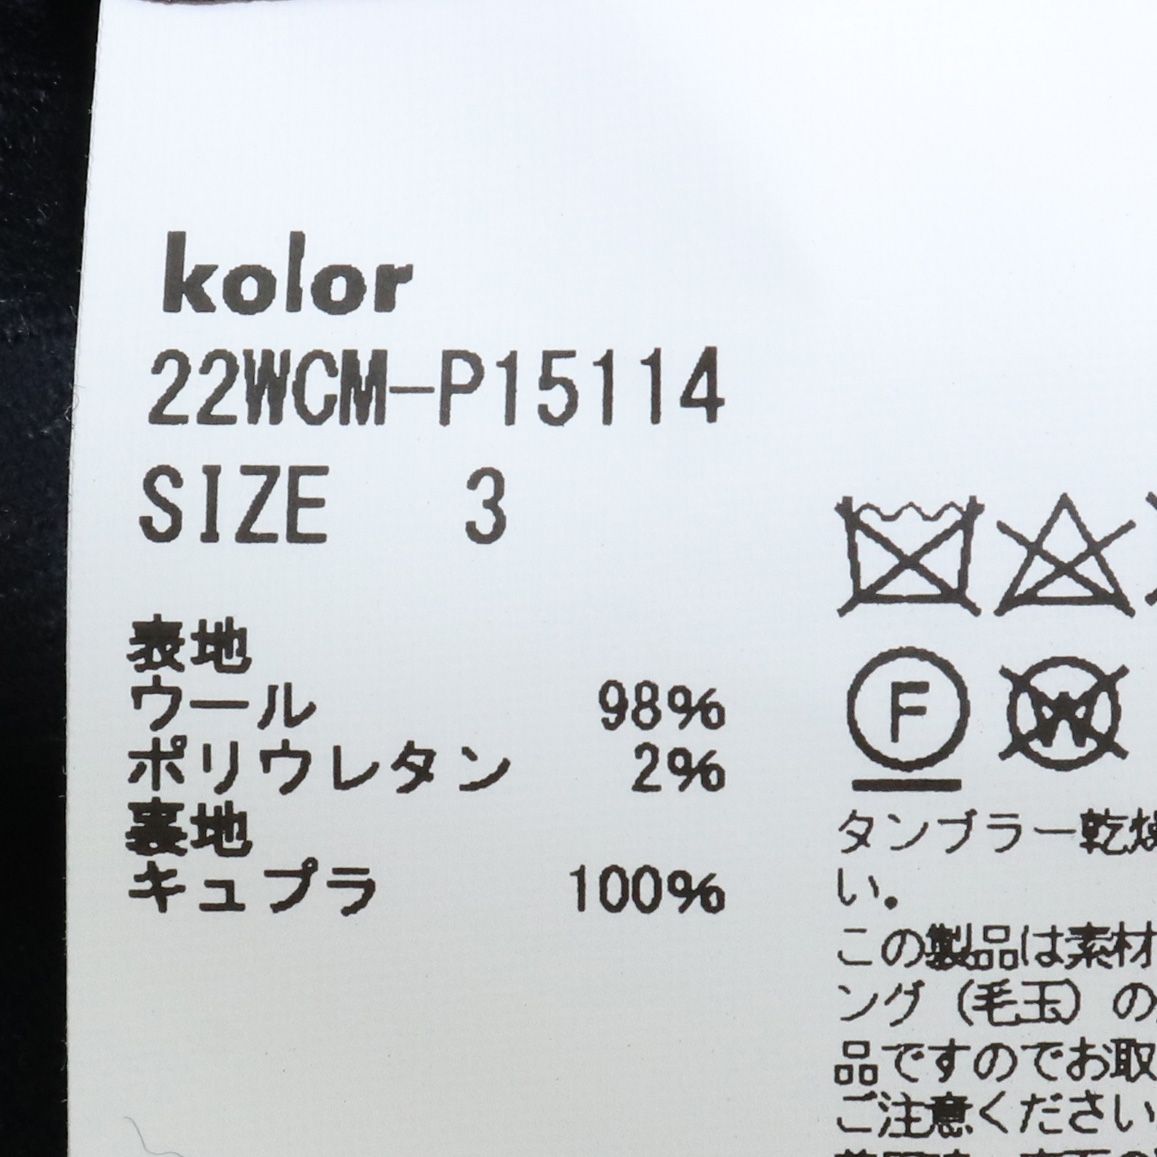 kolor
22WCM-P15114
SIZE 3
表地
ウール 98%
ポリウレタン 2%
裏地
キュプラ 100%
F
W
タンブラー乾燥
い。
この製品は素材
ング(毛玉)の
品ですのでお取
ご注意ください